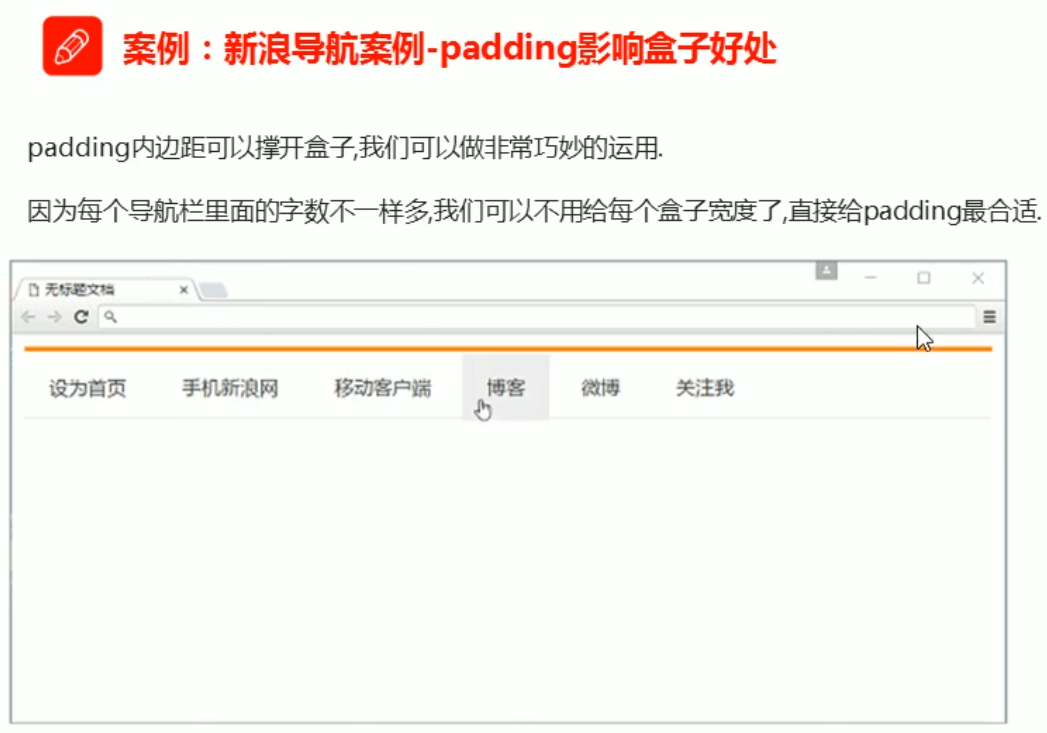 案例：新浪导航案例-padding影响盒子好处
padding内边距可以撑开盒子,我们可以做非常巧妙的运用.
因为每个导航栏里面的字数不一样多,我们可以不用给每个盒子宽度了,直接给padding最合适.
无标题文档
设为首页 手机新浪网 移动客户端 博客 微博 关注我